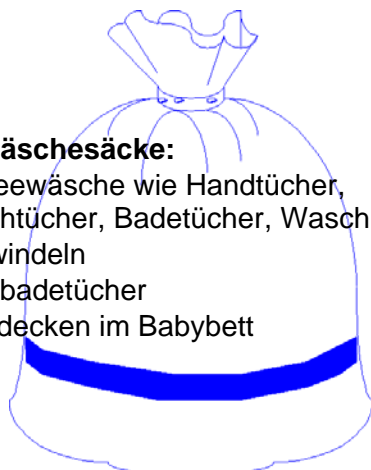 äschesäcke:
eewäsche wie Handtücher,
htücher, Badetücher, Wasch
windeln
badetücher
decken im Babybett